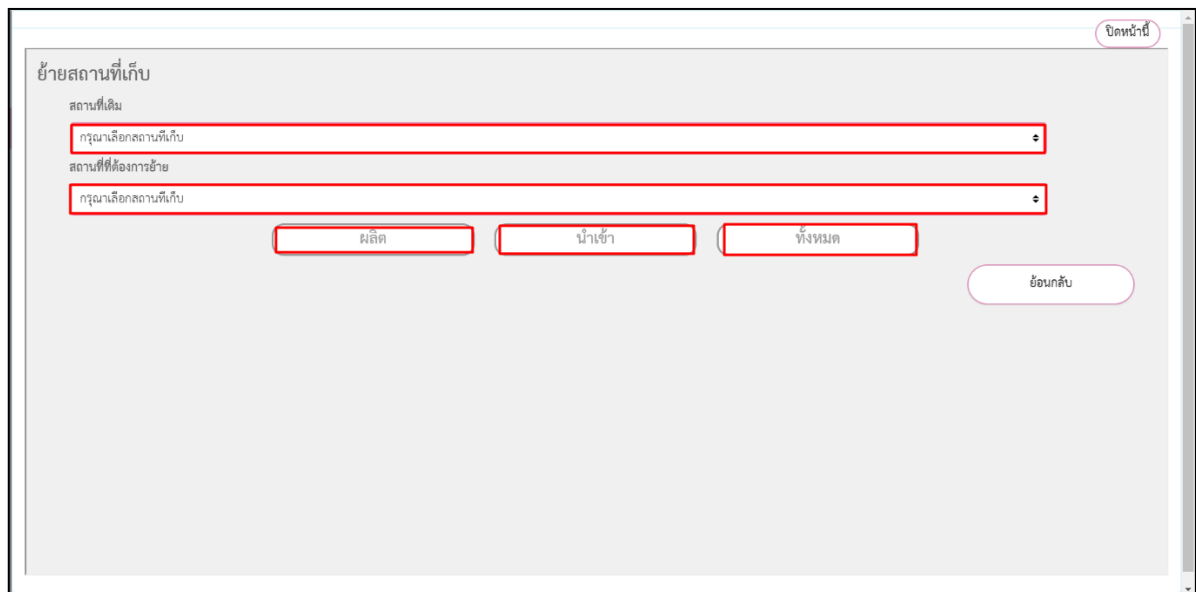 ปิดหน้านี้
ย้ายสถานที่เก็บ
สถานที่เดิม
กรุณาเลือกสถานที่เก็บ
สถานที่ที่ต้องการย้าย
กรุณาเลือกสถานที่เก็บ
ผลิต นำเข้า ทั้งหมด
ย้อนกลับ